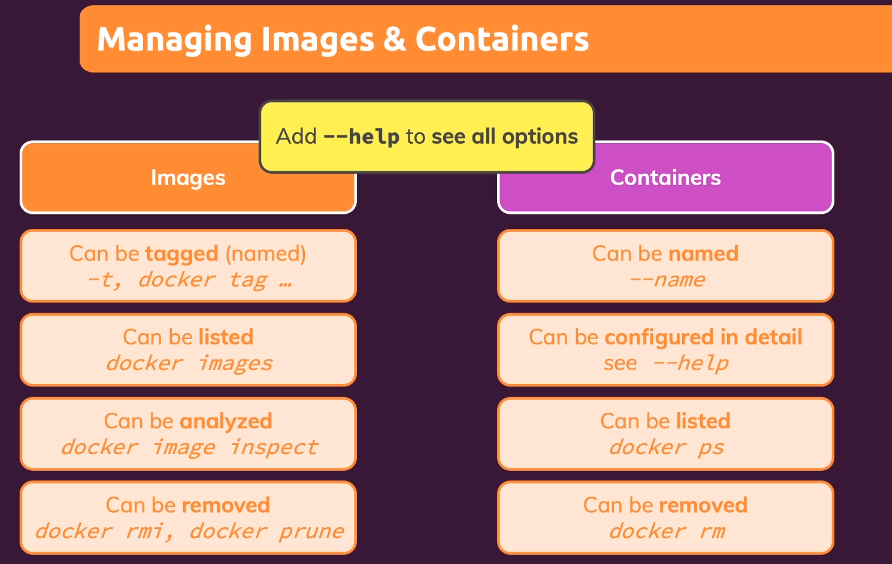 Managing Images & Containers
Add --help to see all options
Images
Can be tagged (named)
-t, docker tag …
Can be listed
docker images
Can be analyzed
docker image inspect
Can be removed
docker rmi, docker prune
Containers
Can be named
--name
Can be configured in detail
see --help
Can be listed
docker ps
Can be removed
docker rm